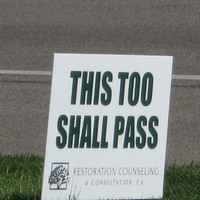 THIS TOO
SHALL PASS
RESTORATION COUNSELING
& CONSULTATION, P.A.